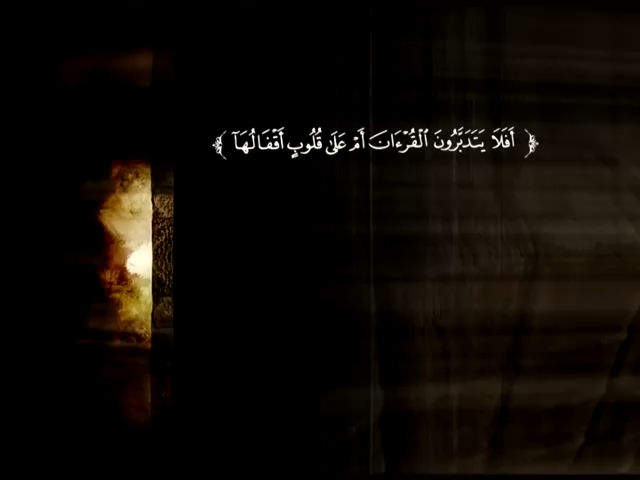 ﴿ أَفَلَا يَتَدَبَّرُونَ ٱلْقُرْءَانَ أَمْ عَلَىٰ قُلُوبٍ أَقْفَالُهَآ ﴾